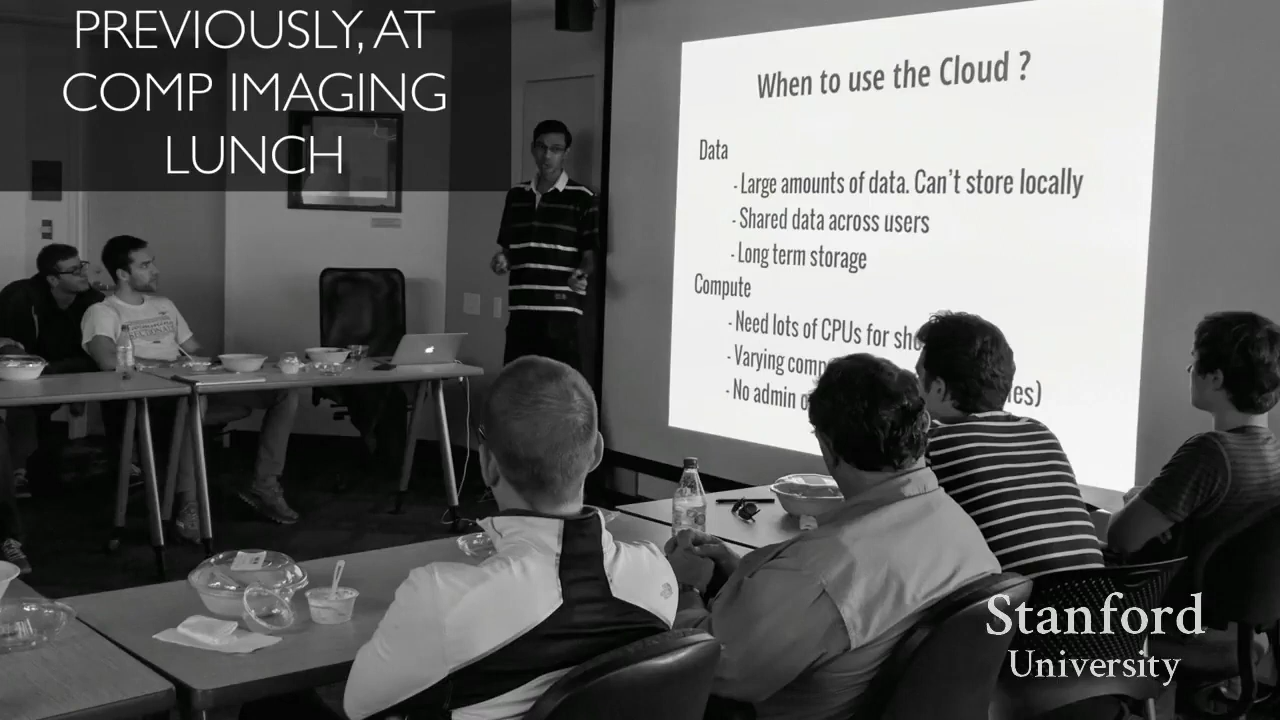 PREVIOUSLY, AT
COMP IMAGING
LUNCH
When to use the Cloud ?
Data
- Large amounts of data. Can't store locally
- Shared data across users
- Long term storage
Compute
- Need lots of CPUs for
- Varying
- No admin
Stanford
University